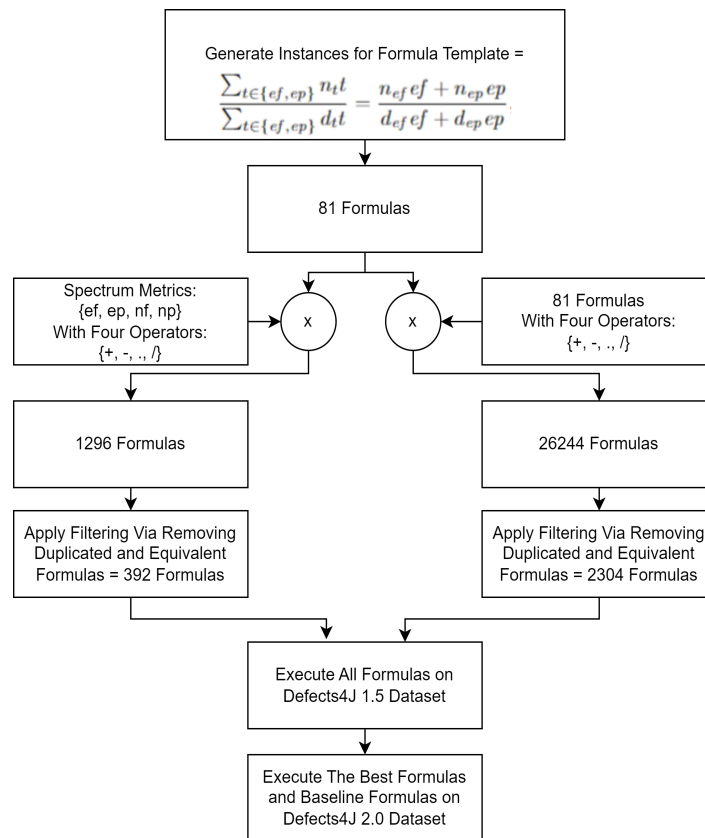 Generate Instances for Formula Template =
\frac{\sum_{t \in \{ef, ep\}} n_t t}{\sum_{t \in \{ef, ep\}} d_t t} = \frac{n_{ef} ef + n_{ep} ep}{d_{ef} ef + d_{ep} ep}
81 Formulas
Spectrum Metrics:
{ef, ep, nf, np}
With Four Operators:
{+, -, ., /}
x
x
81 Formulas
With Four Operators:
{+, -, ., /}
1296 Formulas
26244 Formulas
Apply Filtering Via Removing
Duplicated and Equivalent
Formulas = 392 Formulas
Apply Filtering Via Removing
Duplicated and Equivalent
Formulas = 2304 Formulas
Execute All Formulas on
Defects4J 1.5 Dataset
Execute The Best Formulas
and Baseline Formulas on
Defects4J 2.0 Dataset